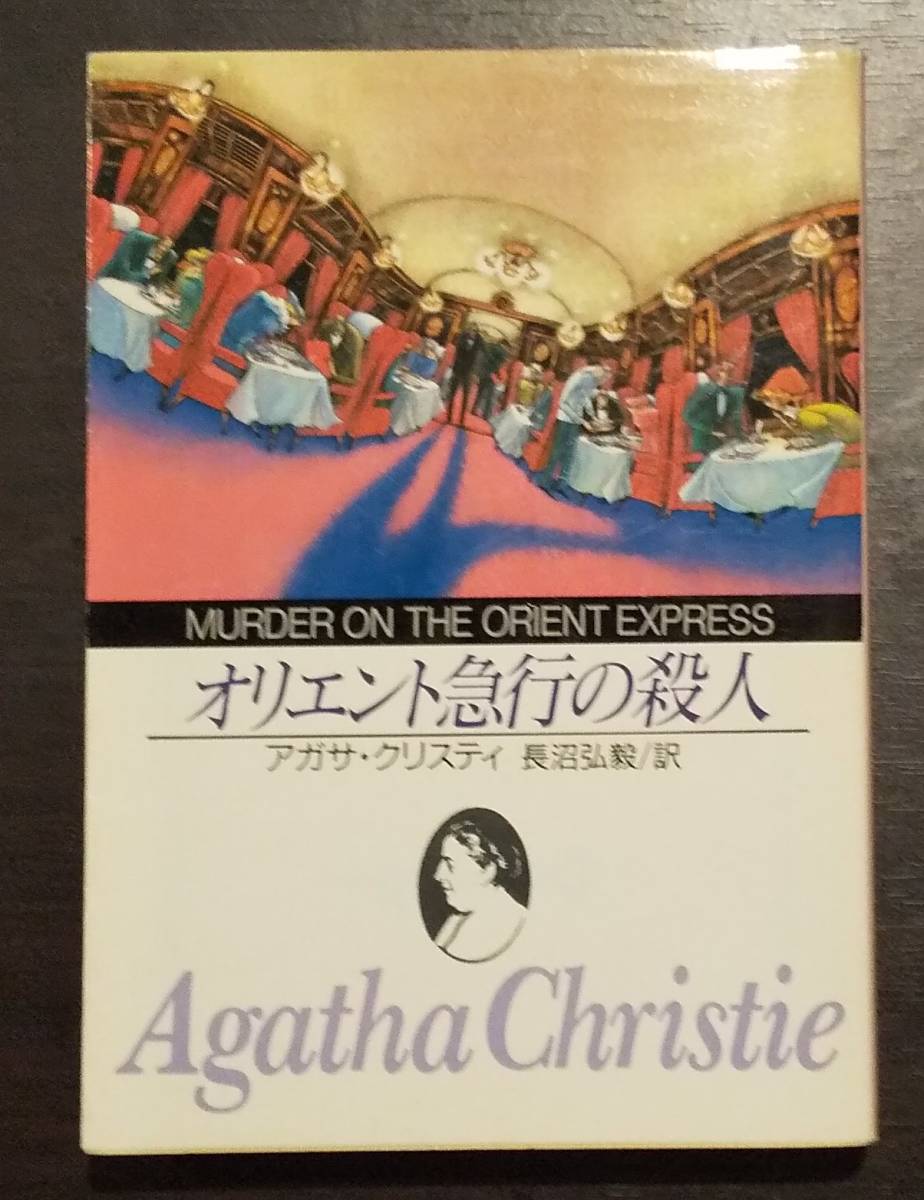 MURDER ON THE ORIENT EXPRESS
オリエント急行の殺人
アガサ・クリスティ 長沼弘毅/訳
Agatha Christie